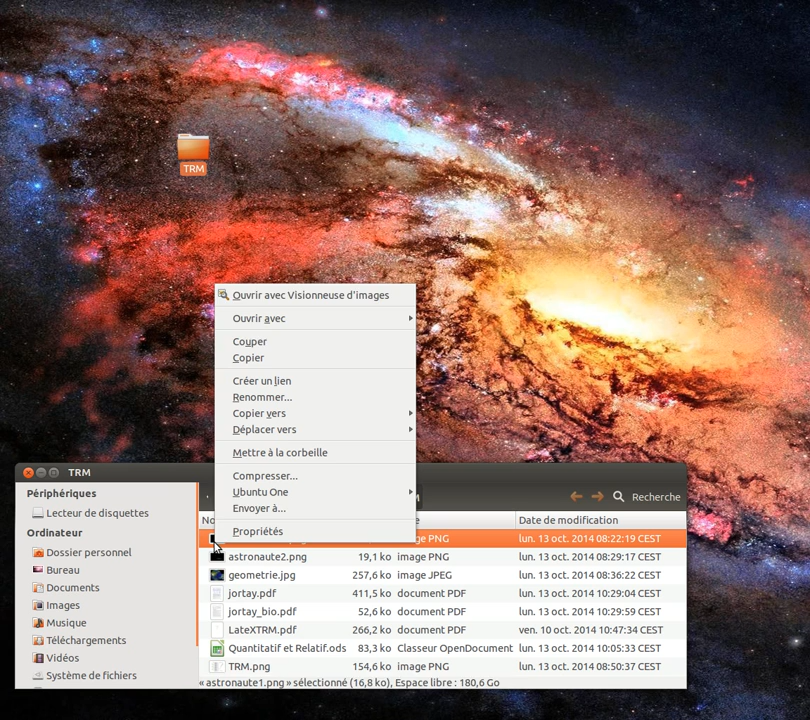 TRM
Ouvrir avec Visionneuse d'images
Ouvrir avec
Couper
Copier
Créer un lien
Renommer...
Copier vers
Déplacer vers
Mettre à la corbeille
Compresser...
Ubuntu One
Envoyer à...
Propriétés
TRM
Recherche
Périphériques
Lecteur de disquettes
Ordinateur
Dossier personnel
Bureau
Documents
Images
Musique
Téléchargements
Vidéos
Système de fichiers
Date de modification
lun. 13 oct. 2014 08:22:19 CEST
astronaute2.png 19,1 ko image PNG lun. 13 oct. 2014 08:29:17 CEST
geometrie.jpg 257,6 ko image JPEG lun. 13 oct. 2014 08:36:22 CEST
jortay.pdf 411,5 ko document PDF lun. 13 oct. 2014 10:29:04 CEST
jortay_bio.pdf 52,6 ko document PDF lun. 13 oct. 2014 10:29:59 CEST
LateXTRM.pdf 266,2 ko document PDF ven. 10 oct. 2014 10:47:34 CEST
Quantitatif et Relatif.ods 83,3 ko Classeur OpenDocument lun. 13 oct. 2014 10:05:33 CEST
TRM.png 154,6 ko image PNG lun. 13 oct. 2014 08:50:37 CEST
« astronaute1.png » sélectionné (16,8 ko), Espace libre : 180,6 Go